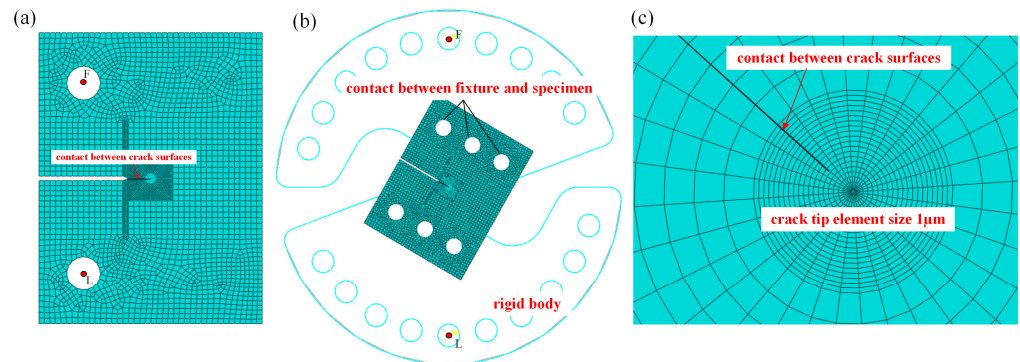 (a)
F
contact between crack surfaces
L
(b)
F
contact between fixture and specimen
rigid body
L
(c)
contact between crack surfaces
crack tip element size 1μm